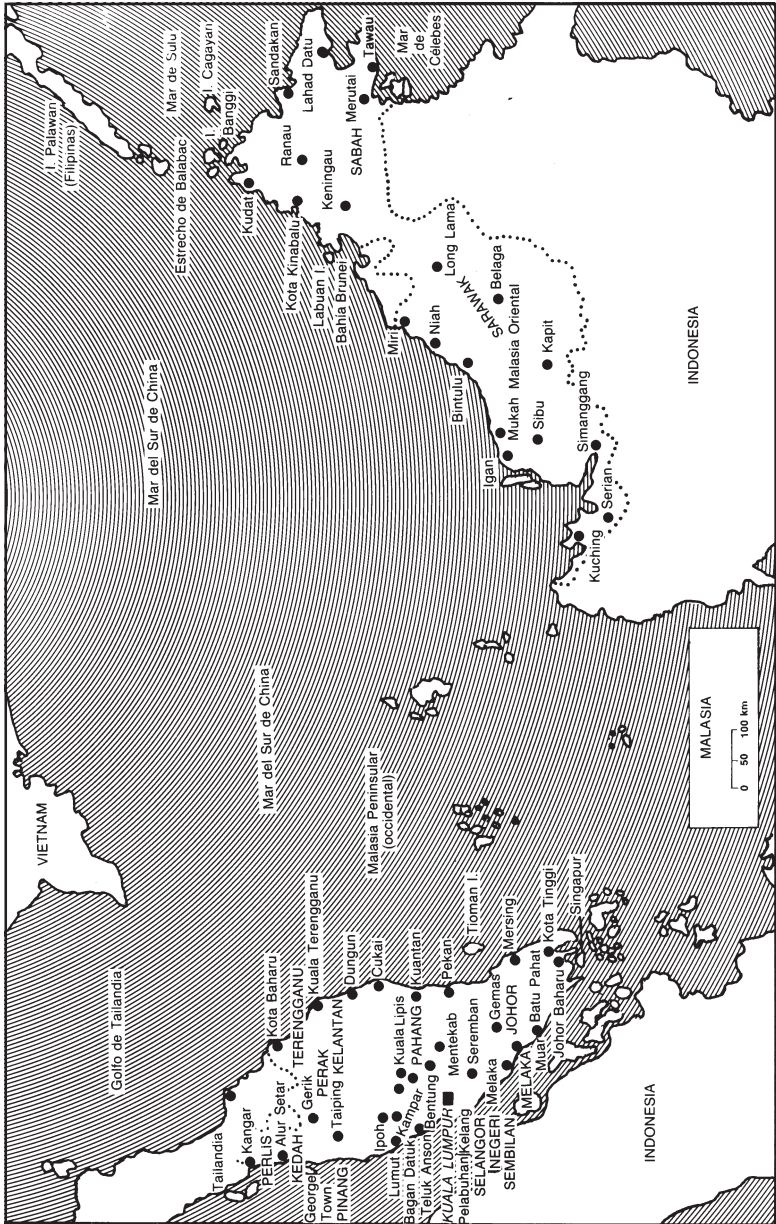 VIETNAM
Golfo de Tailandia
Mar del Sur de China
Mar del Sur de China
I. Palawan
(Filipinas)
Mar de Sulu
I. Cagayan
I.
Banggi
Estrecho de Balabac
Mar
de
Célebes
Malasia Peninsular
(occidental)
Tailandia
Kangar
PERLIS
Alur Setar
KEDAH
George
Town
PINANG
Kota Baharu
TERENGGANU
Kuala Terengganu
Gerik
PERAK
Taiping
KELANTAN
Dungun
Cukai
Ipoh
Lumut
Kampar
Kuala Lipis
PAHANG
Kuantan
Bagan Datuk
Teluk Anson
Bentung
Mentekab
Pekan
Tioman I.
KUALA LUMPUR
Pelabuhan Kelang
SELANGOR
Seremban
NEGERI
SEMBILAN
Melaka
MELAKA
Gemas
JOHOR
Mersing
Muar
Batu Pahat
Kota Tinggi
Johor Baharu
Singapur
INDONESIA
Kudat
Kota Kinabalu
Ranau
Sandakan
Lahad Datu
Keningau
SABAH
Merutai
Tawau
Labuan I.
Bahia Brunei
Miri
Niah
Long Lama
Bintulu
SARAWAK
Belaga
Malasia Oriental
Mukah
Igan
Sibu
Kapit
Simanggang
Serian
Kuching
INDONESIA
MALASIA
0 50 100 km